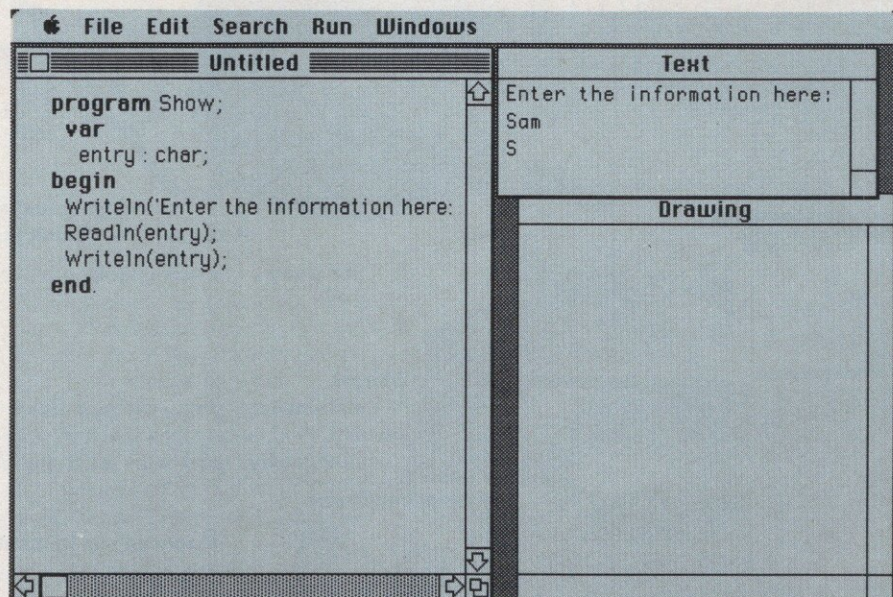 File Edit Search Run Windows
Untitled
program Show;
var
entry : char;
begin
Writeln('Enter the information here:
Readln(entry);
Writeln(entry);
end.
Text
Enter the information here:
Sam
S
Drawing